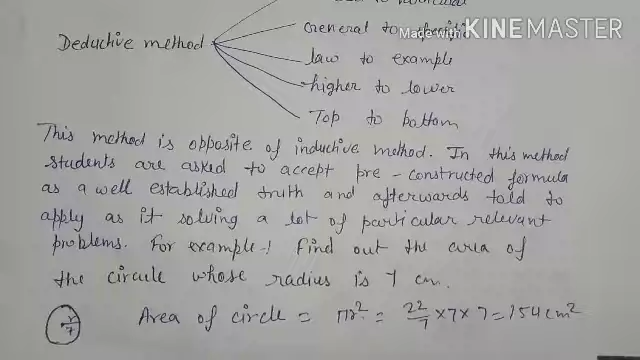 to particular
Made with KINEMASTER
General to
Deductive method
law to example
higher to lower
Top to bottom
This method is opposite of inductive method. In this method
students are asked to accept pre-constructed formula
as a well established truth and afterwards told to
apply as it solving a lot of particular relevant
problems. For example :- Find out the area of
the circule whose radius is 7 cm.
Area of circle = πr² = 22/7 × 7 × 7 = 154 cm²